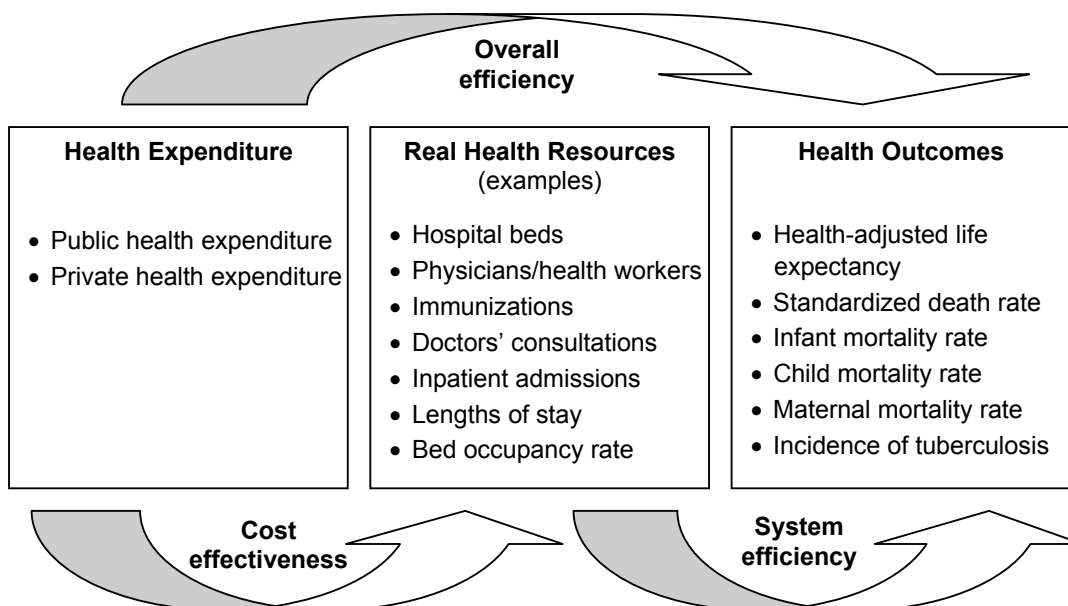 Overall
efficiency
Health Expenditure
• Public health expenditure
• Private health expenditure
Real Health Resources
(examples)
• Hospital beds
• Physicians/health workers
• Immunizations
• Doctors’ consultations
• Inpatient admissions
• Lengths of stay
• Bed occupancy rate
Health Outcomes
• Health-adjusted life
expectancy
• Standardized death rate
• Infant mortality rate
• Child mortality rate
• Maternal mortality rate
• Incidence of tuberculosis
Cost
effectiveness
System
efficiency